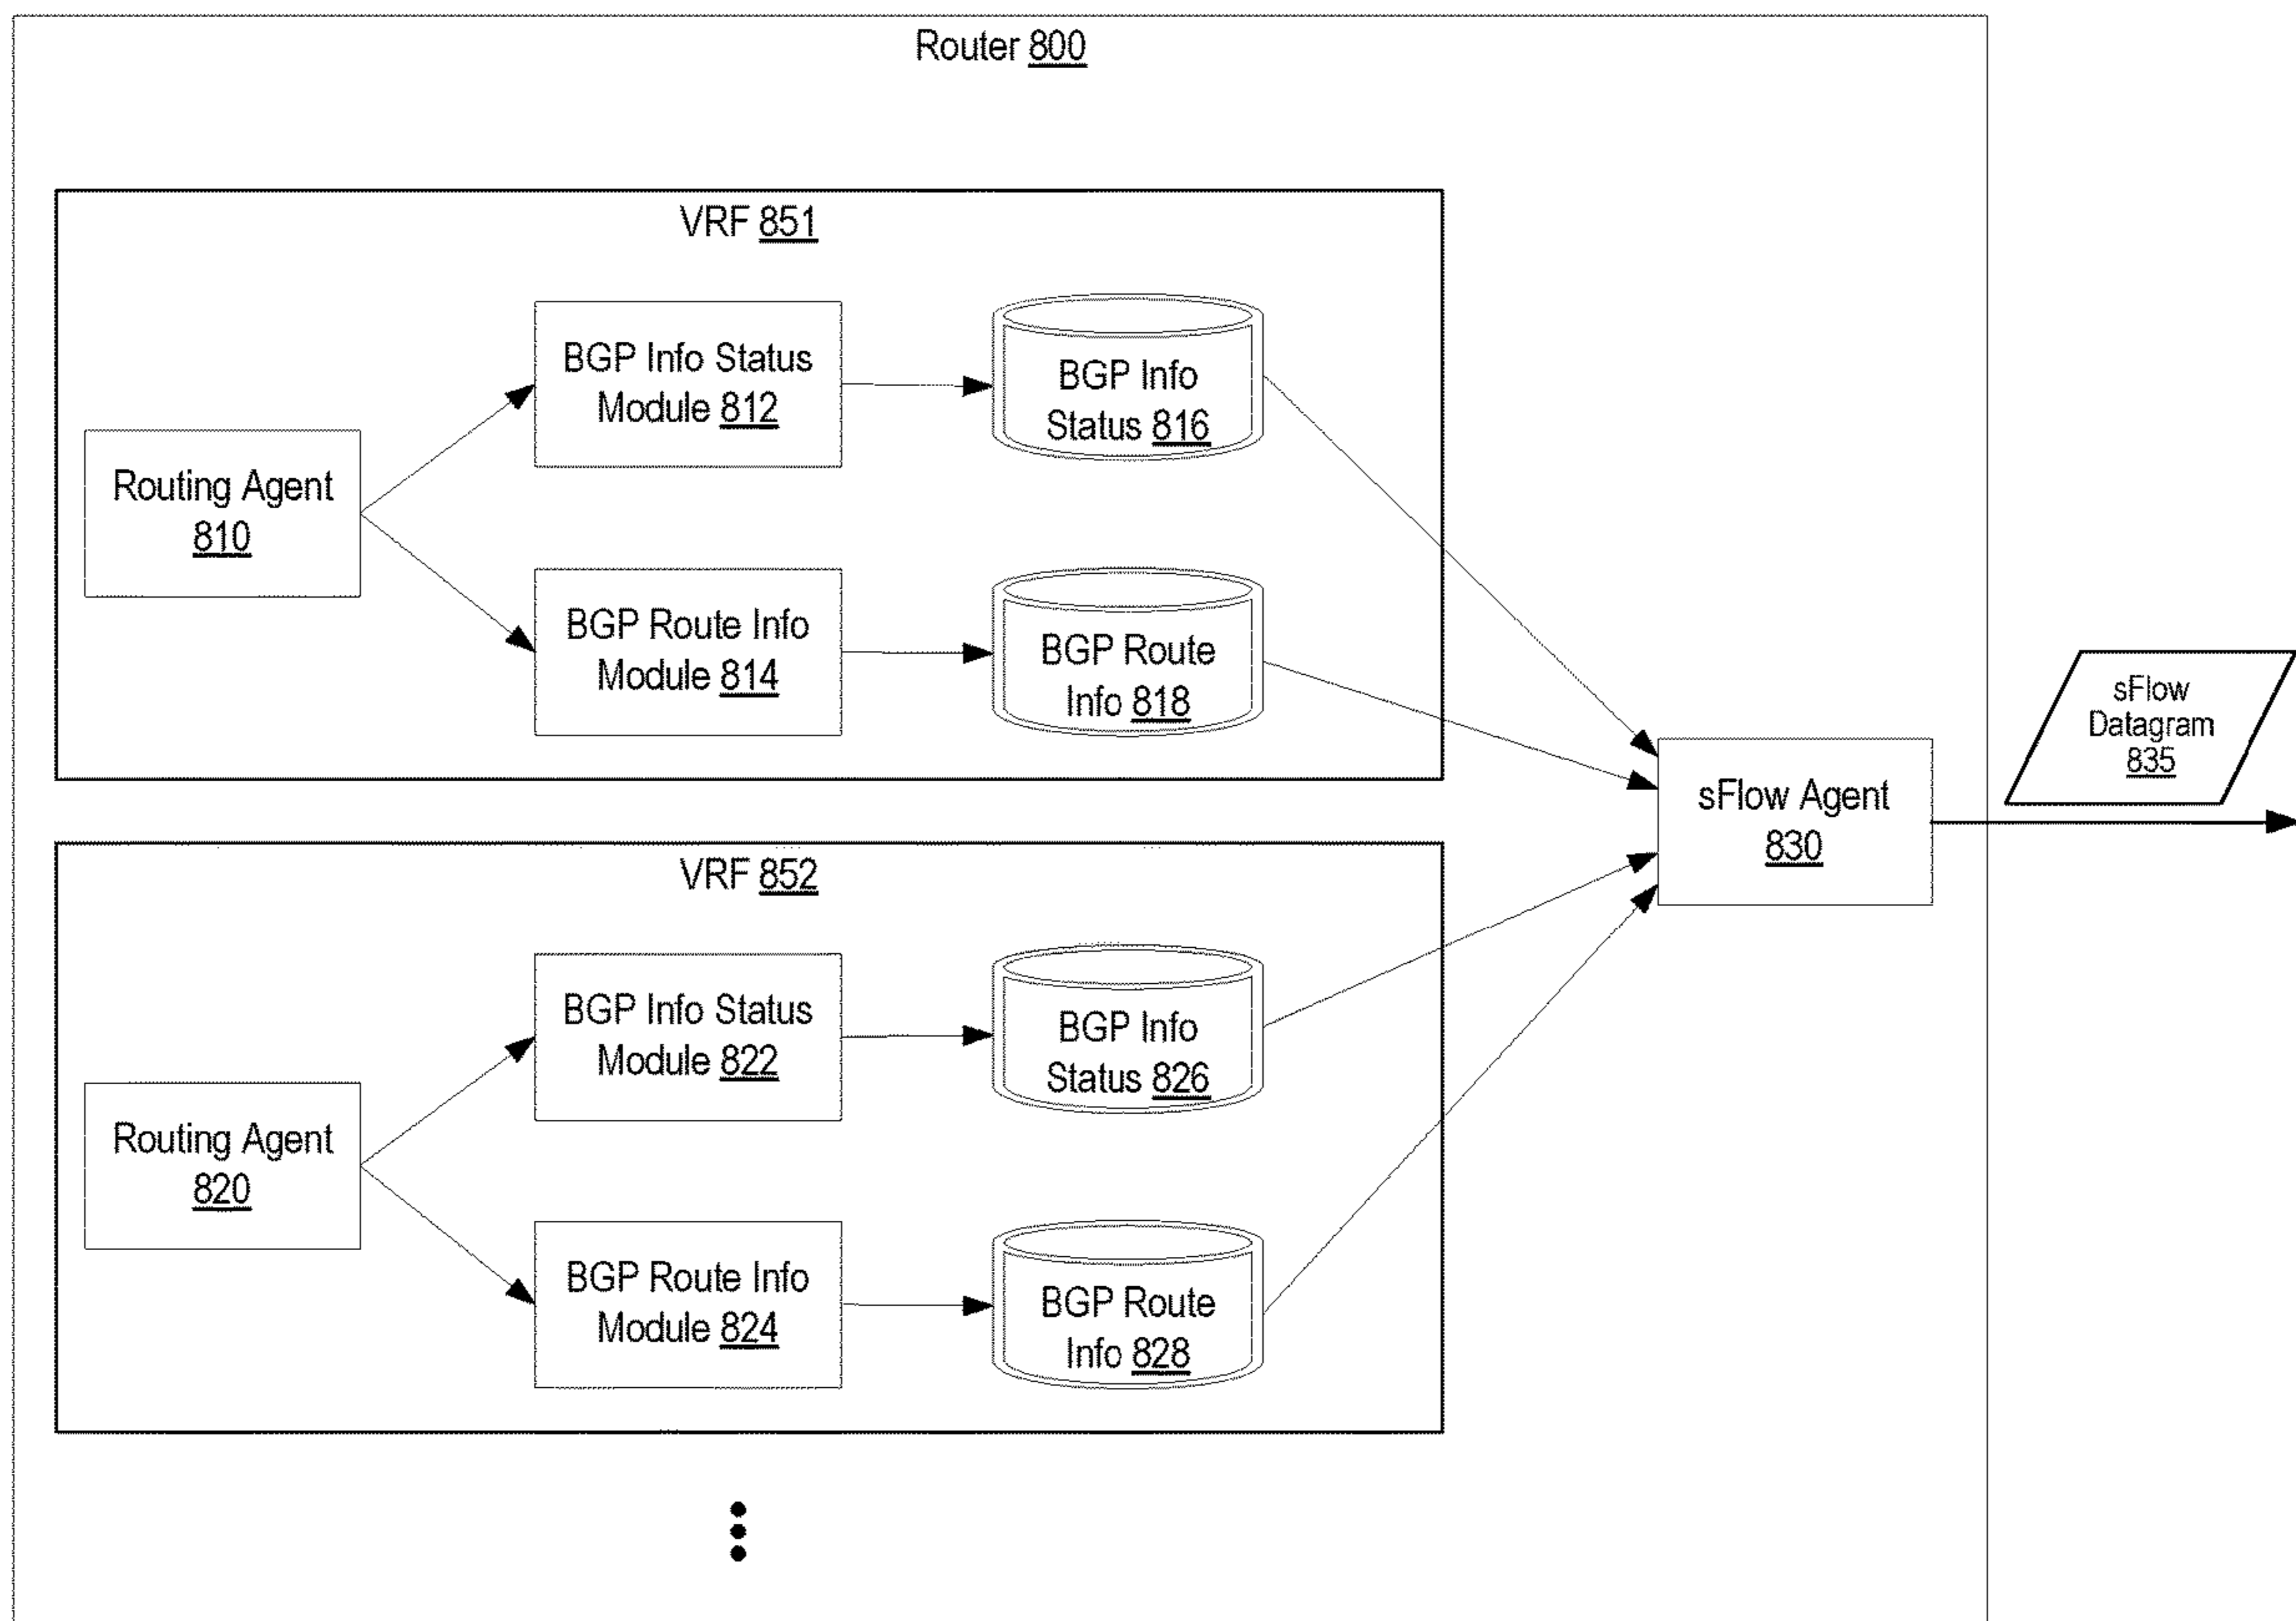 Router 800
VRF 851
BGP Info Status
Module 812
BGP Info
Status 816
Routing Agent
810
BGP Route Info
Module 814
BGP Route
Info 818
sFlow
Datagram
835
sFlow Agent
830
VRF 852
BGP Info Status
Module 822
BGP Info
Status 826
Routing Agent
820
BGP Route Info
Module 824
BGP Route
Info 828